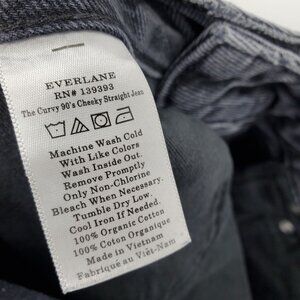 EVERLANE
RN# 139393
The Curvy 90's Cheeky Straight Jean
Machine Wash Cold
With Like Colors
Wash Inside Out.
Remove Promptly
Only Non-Chlorine
Bleach When Necessary.
Tumble Dry Low.
Cool Iron If Needed.
100% Organic Cotton
100% Coton Organique
Made in Vietnam
Fabriqué au Viêt-Nam